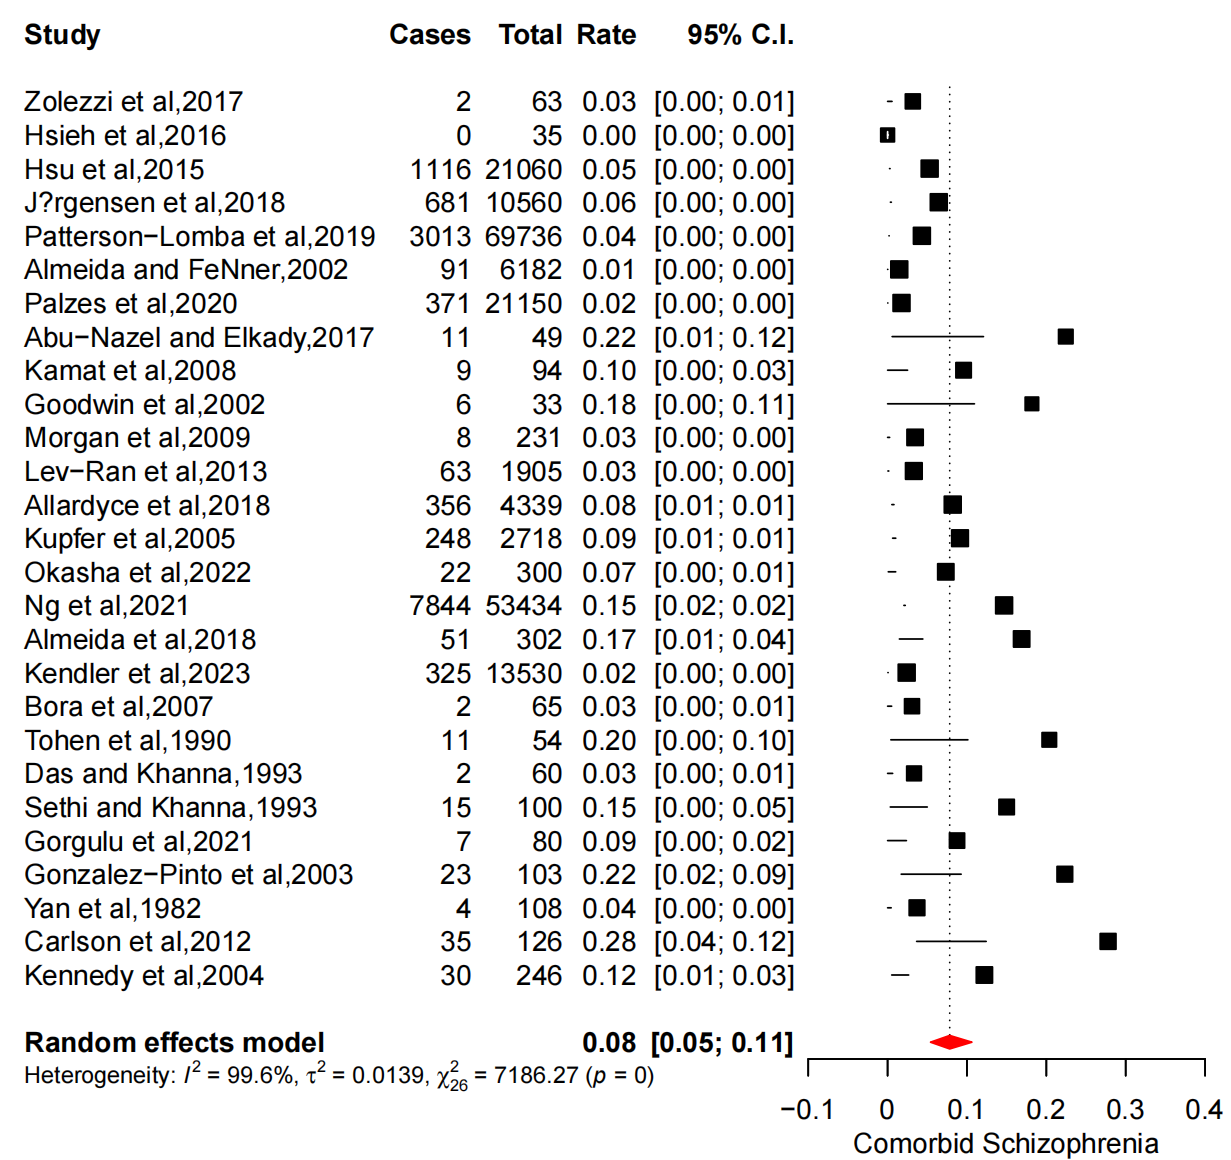 Study Cases Total Rate 95% C.I.
Zolezzi et al,2017 2 63 0.03 [0.00; 0.01]
Hsieh et al,2016 0 35 0.00 [0.00; 0.00]
Hsu et al,2015 1116 21060 0.05 [0.00; 0.00]
J?rgensen et al,2018 681 10560 0.06 [0.00; 0.00]
Patterson−Lomba et al,2019 3013 69736 0.04 [0.00; 0.00]
Almeida and FeNner,2002 91 6182 0.01 [0.00; 0.00]
Palzes et al,2020 371 21150 0.02 [0.00; 0.00]
Abu−Nazel and Elkady,2017 11 49 0.22 [0.01; 0.12]
Kamat et al,2008 9 94 0.10 [0.00; 0.03]
Goodwin et al,2002 6 33 0.18 [0.00; 0.11]
Morgan et al,2009 8 231 0.03 [0.00; 0.00]
Lev−Ran et al,2013 63 1905 0.03 [0.00; 0.00]
Allardyce et al,2018 356 4339 0.08 [0.01; 0.01]
Kupfer et al,2005 248 2718 0.09 [0.01; 0.01]
Okasha et al,2022 22 300 0.07 [0.00; 0.01]
Ng et al,2021 7844 53434 0.15 [0.02; 0.02]
Almeida et al,2018 51 302 0.17 [0.01; 0.04]
Kendler et al,2023 325 13530 0.02 [0.00; 0.00]
Bora et al,2007 2 65 0.03 [0.00; 0.01]
Tohen et al,1990 11 54 0.20 [0.00; 0.10]
Das and Khanna,1993 2 60 0.03 [0.00; 0.01]
Sethi and Khanna,1993 15 100 0.15 [0.00; 0.05]
Gorgulu et al,2021 7 80 0.09 [0.00; 0.02]
Gonzalez−Pinto et al,2003 23 103 0.22 [0.02; 0.09]
Yan et al,1982 4 108 0.04 [0.00; 0.00]
Carlson et al,2012 35 126 0.28 [0.04; 0.12]
Kennedy et al,2004 30 246 0.12 [0.01; 0.03]
Random effects model 0.08 [0.05; 0.11]
Heterogeneity: I² = 99.6%, τ² = 0.0139, χ²₂₆ = 7186.27 (p = 0)
−0.1 0 0.1 0.2 0.3 0.4
Comorbid Schizophrenia